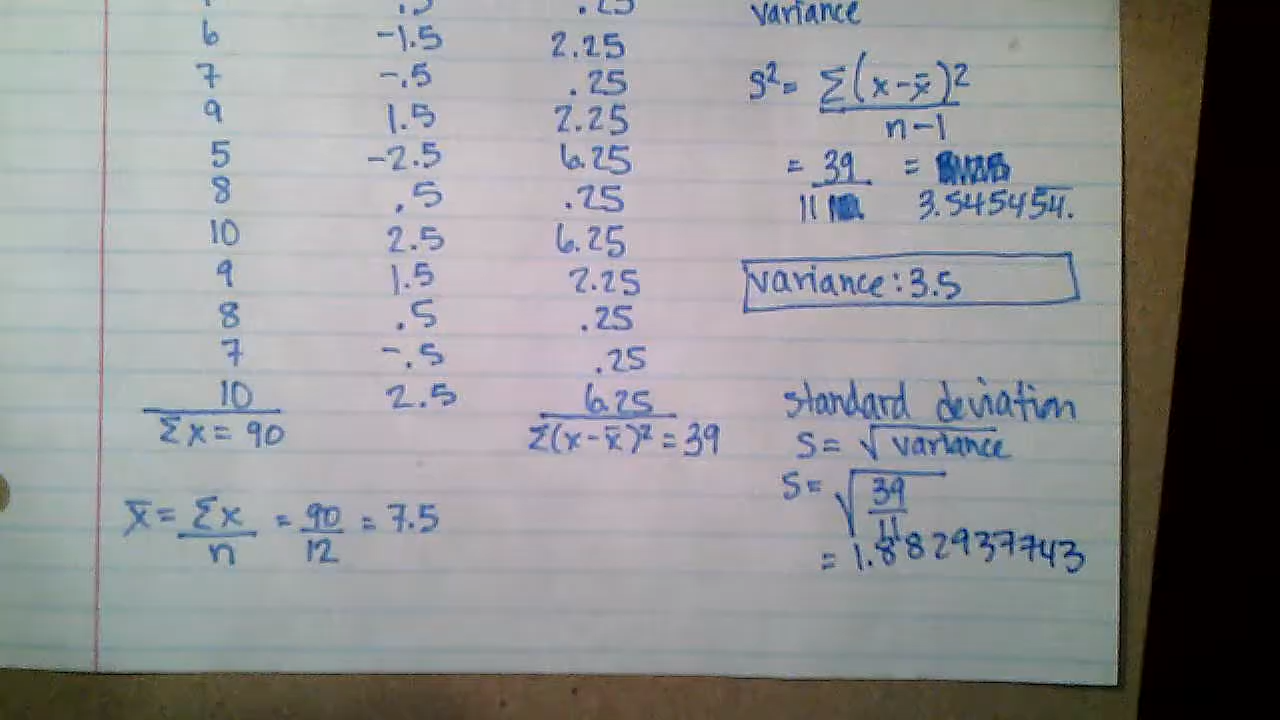 variance
6 -1.5 2.25
7 -.5 .25
9 1.5 2.25
5 -2.5 6.25
8 .5 .25
10 2.5 6.25
9 1.5 2.25
8 .5 .25
7 -.5 .25
10 2.5 6.25
Σx = 90 Σ(x-x̄)² = 39
x̄ = Σx/n = 90/12 = 7.5
S² = Σ(x-x̄)²
n-1
= 39/11 =
3.545454.
variance: 3.5
standard deviation
S = √variance
S = √39/11
= 1.882937743